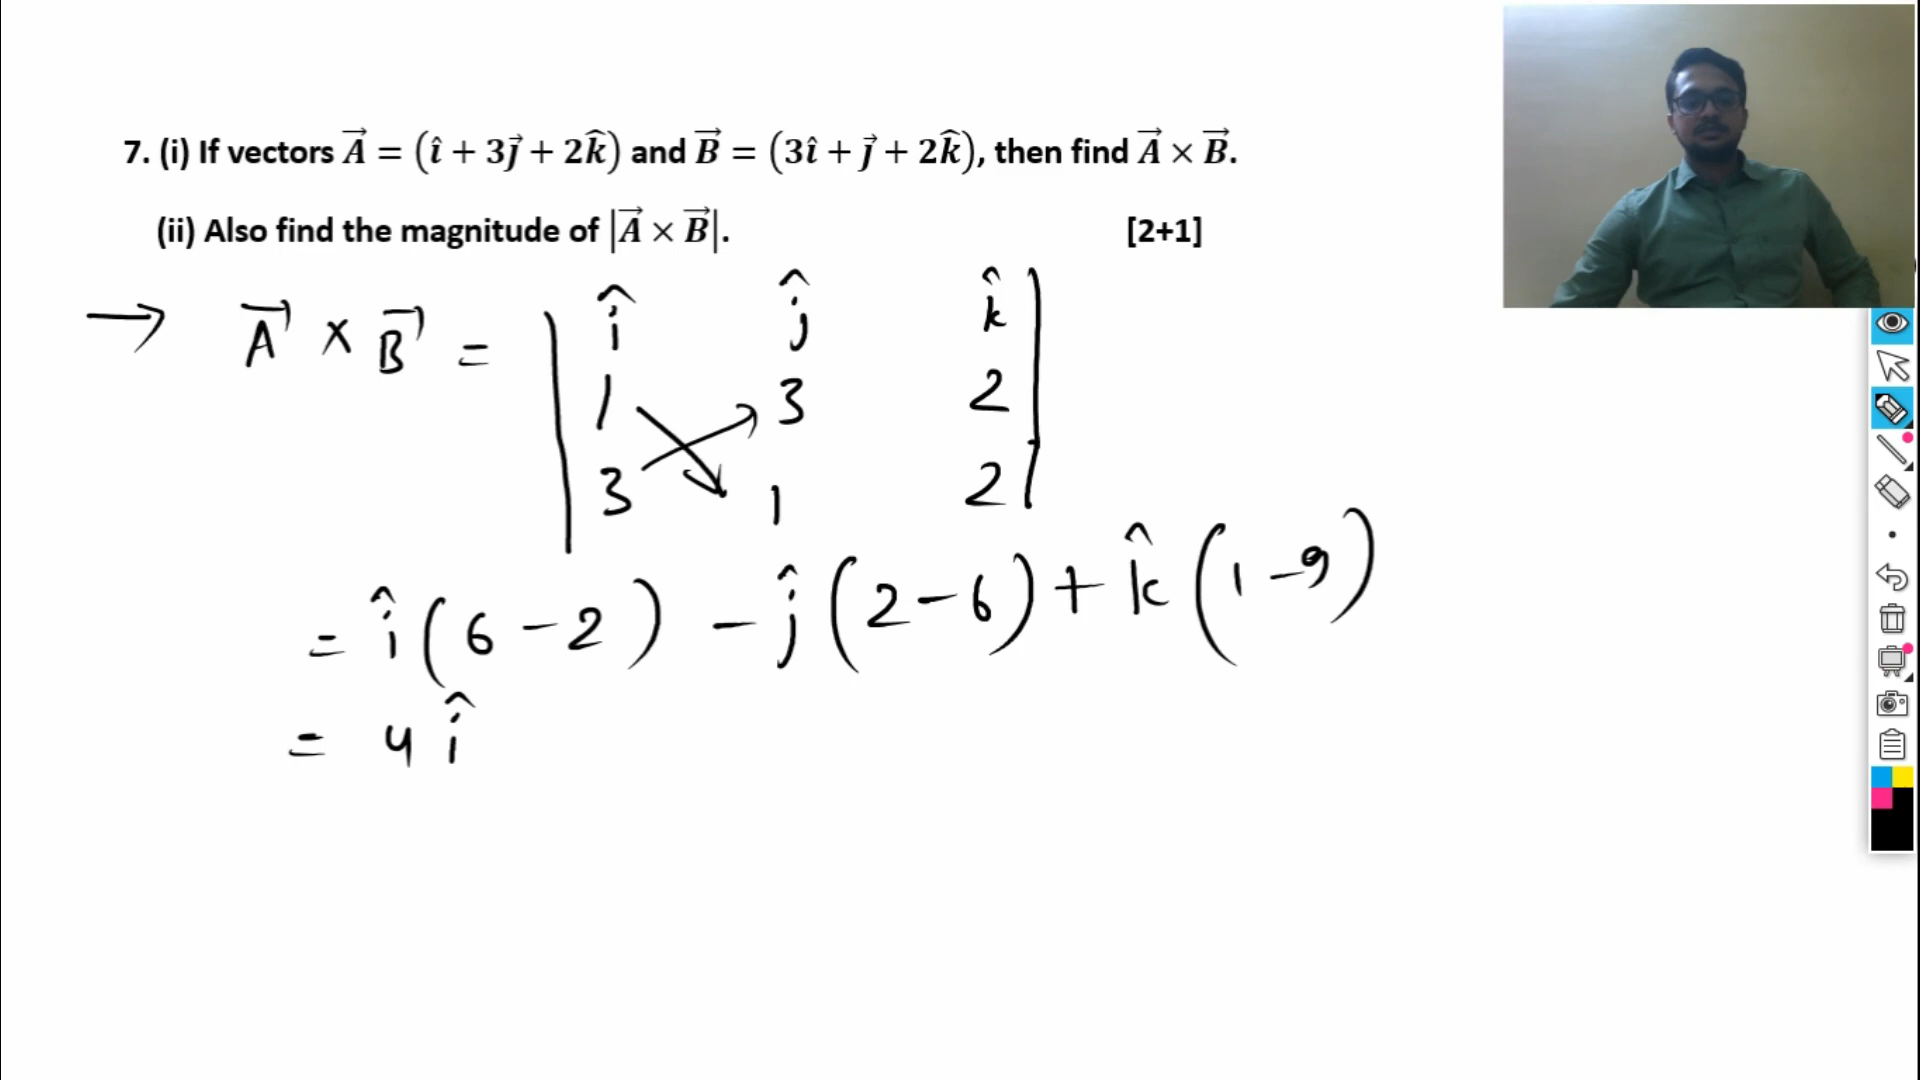 7. (i) If vectors A⃗ = (î + 3ȷ⃗ + 2k̂) and B⃗ = (3î + ȷ⃗ + 2k̂), then find A⃗ × B⃗.
(ii) Also find the magnitude of |A⃗ × B⃗|. [2+1]
→ A⃗ × B⃗ = | î ĵ k̂ |
1 3 2
3 1 2
= î (6 − 2) − ĵ (2 − 6) + k̂ (1 − 9)
= 4 î